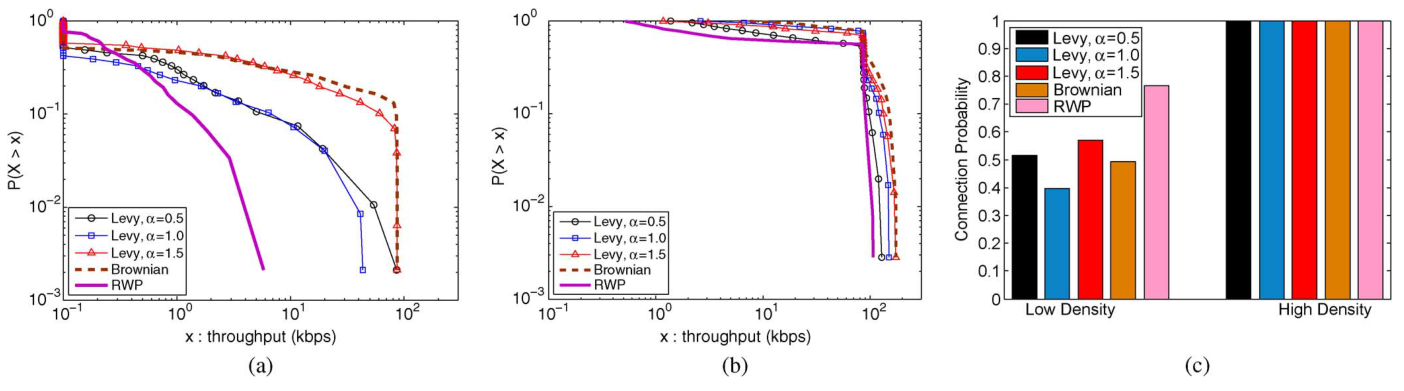 10^0
10^-1
10^-2
10^-3
P(X > x)
Levy, α=0.5
Levy, α=1.0
Levy, α=1.5
Brownian
RWP
10^-1
10^0
10^1
10^2
x : throughput (kbps)
(a)
10^0
10^-1
10^-2
10^-3
P(X > x)
Levy, α=0.5
Levy, α=1.0
Levy, α=1.5
Brownian
RWP
10^-1
10^0
10^1
10^2
x : throughput (kbps)
(b)
1
0.9
0.8
0.7
0.6
0.5
0.4
0.3
0.2
0.1
0
Connection Probability
Levy, α=0.5
Levy, α=1.0
Levy, α=1.5
Brownian
RWP
Low Density
High Density
(c)